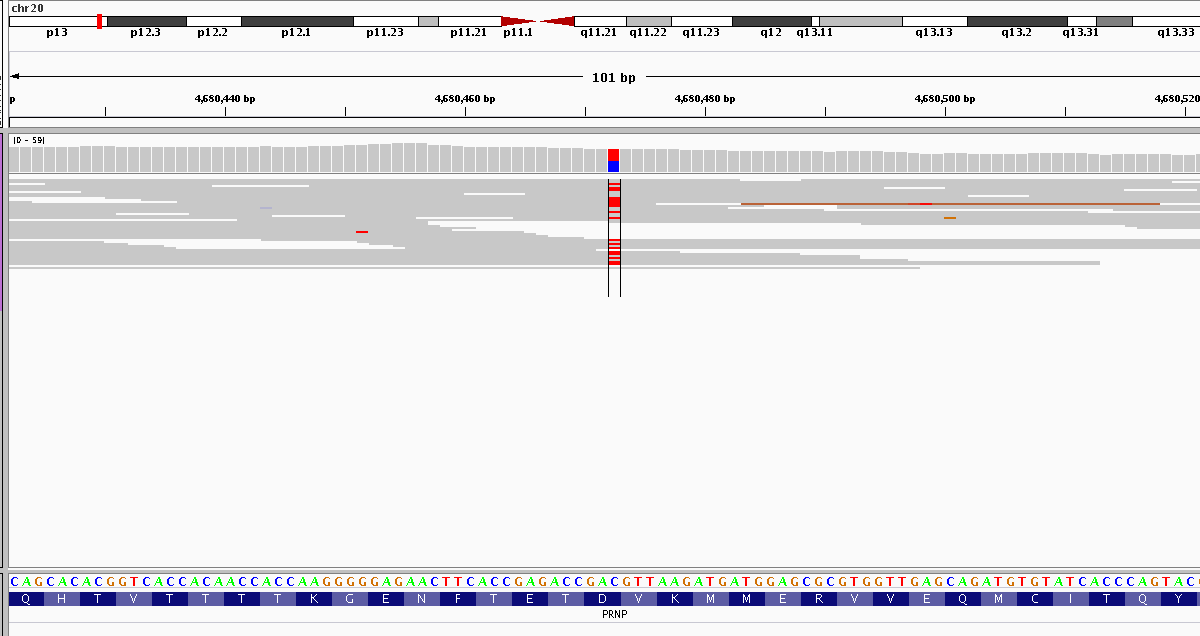 chr20
p13 p12.3 p12.2 p12.1 p11.23 p11.21 p11.1 q11.21 q11.22 q11.23 q12 q13.11 q13.13 q13.2 q13.31 q13.33
101 bp
p 4,680,440 bp 4,680,460 bp 4,680,480 bp 4,680,500 bp 4,680,520
[0 - 59]
CAGCACACGGTCACCACAACCACCAAGGGGGAGAACTTCACCGAGACCGACGTTAAGATGATGGAGCGCGTGGTTGAGCAGATGTGTATCACCCAGTAC
Q H T V T T T T K G E N F T E T D V K M M E R V V E Q M C I T Q Y
PRNP